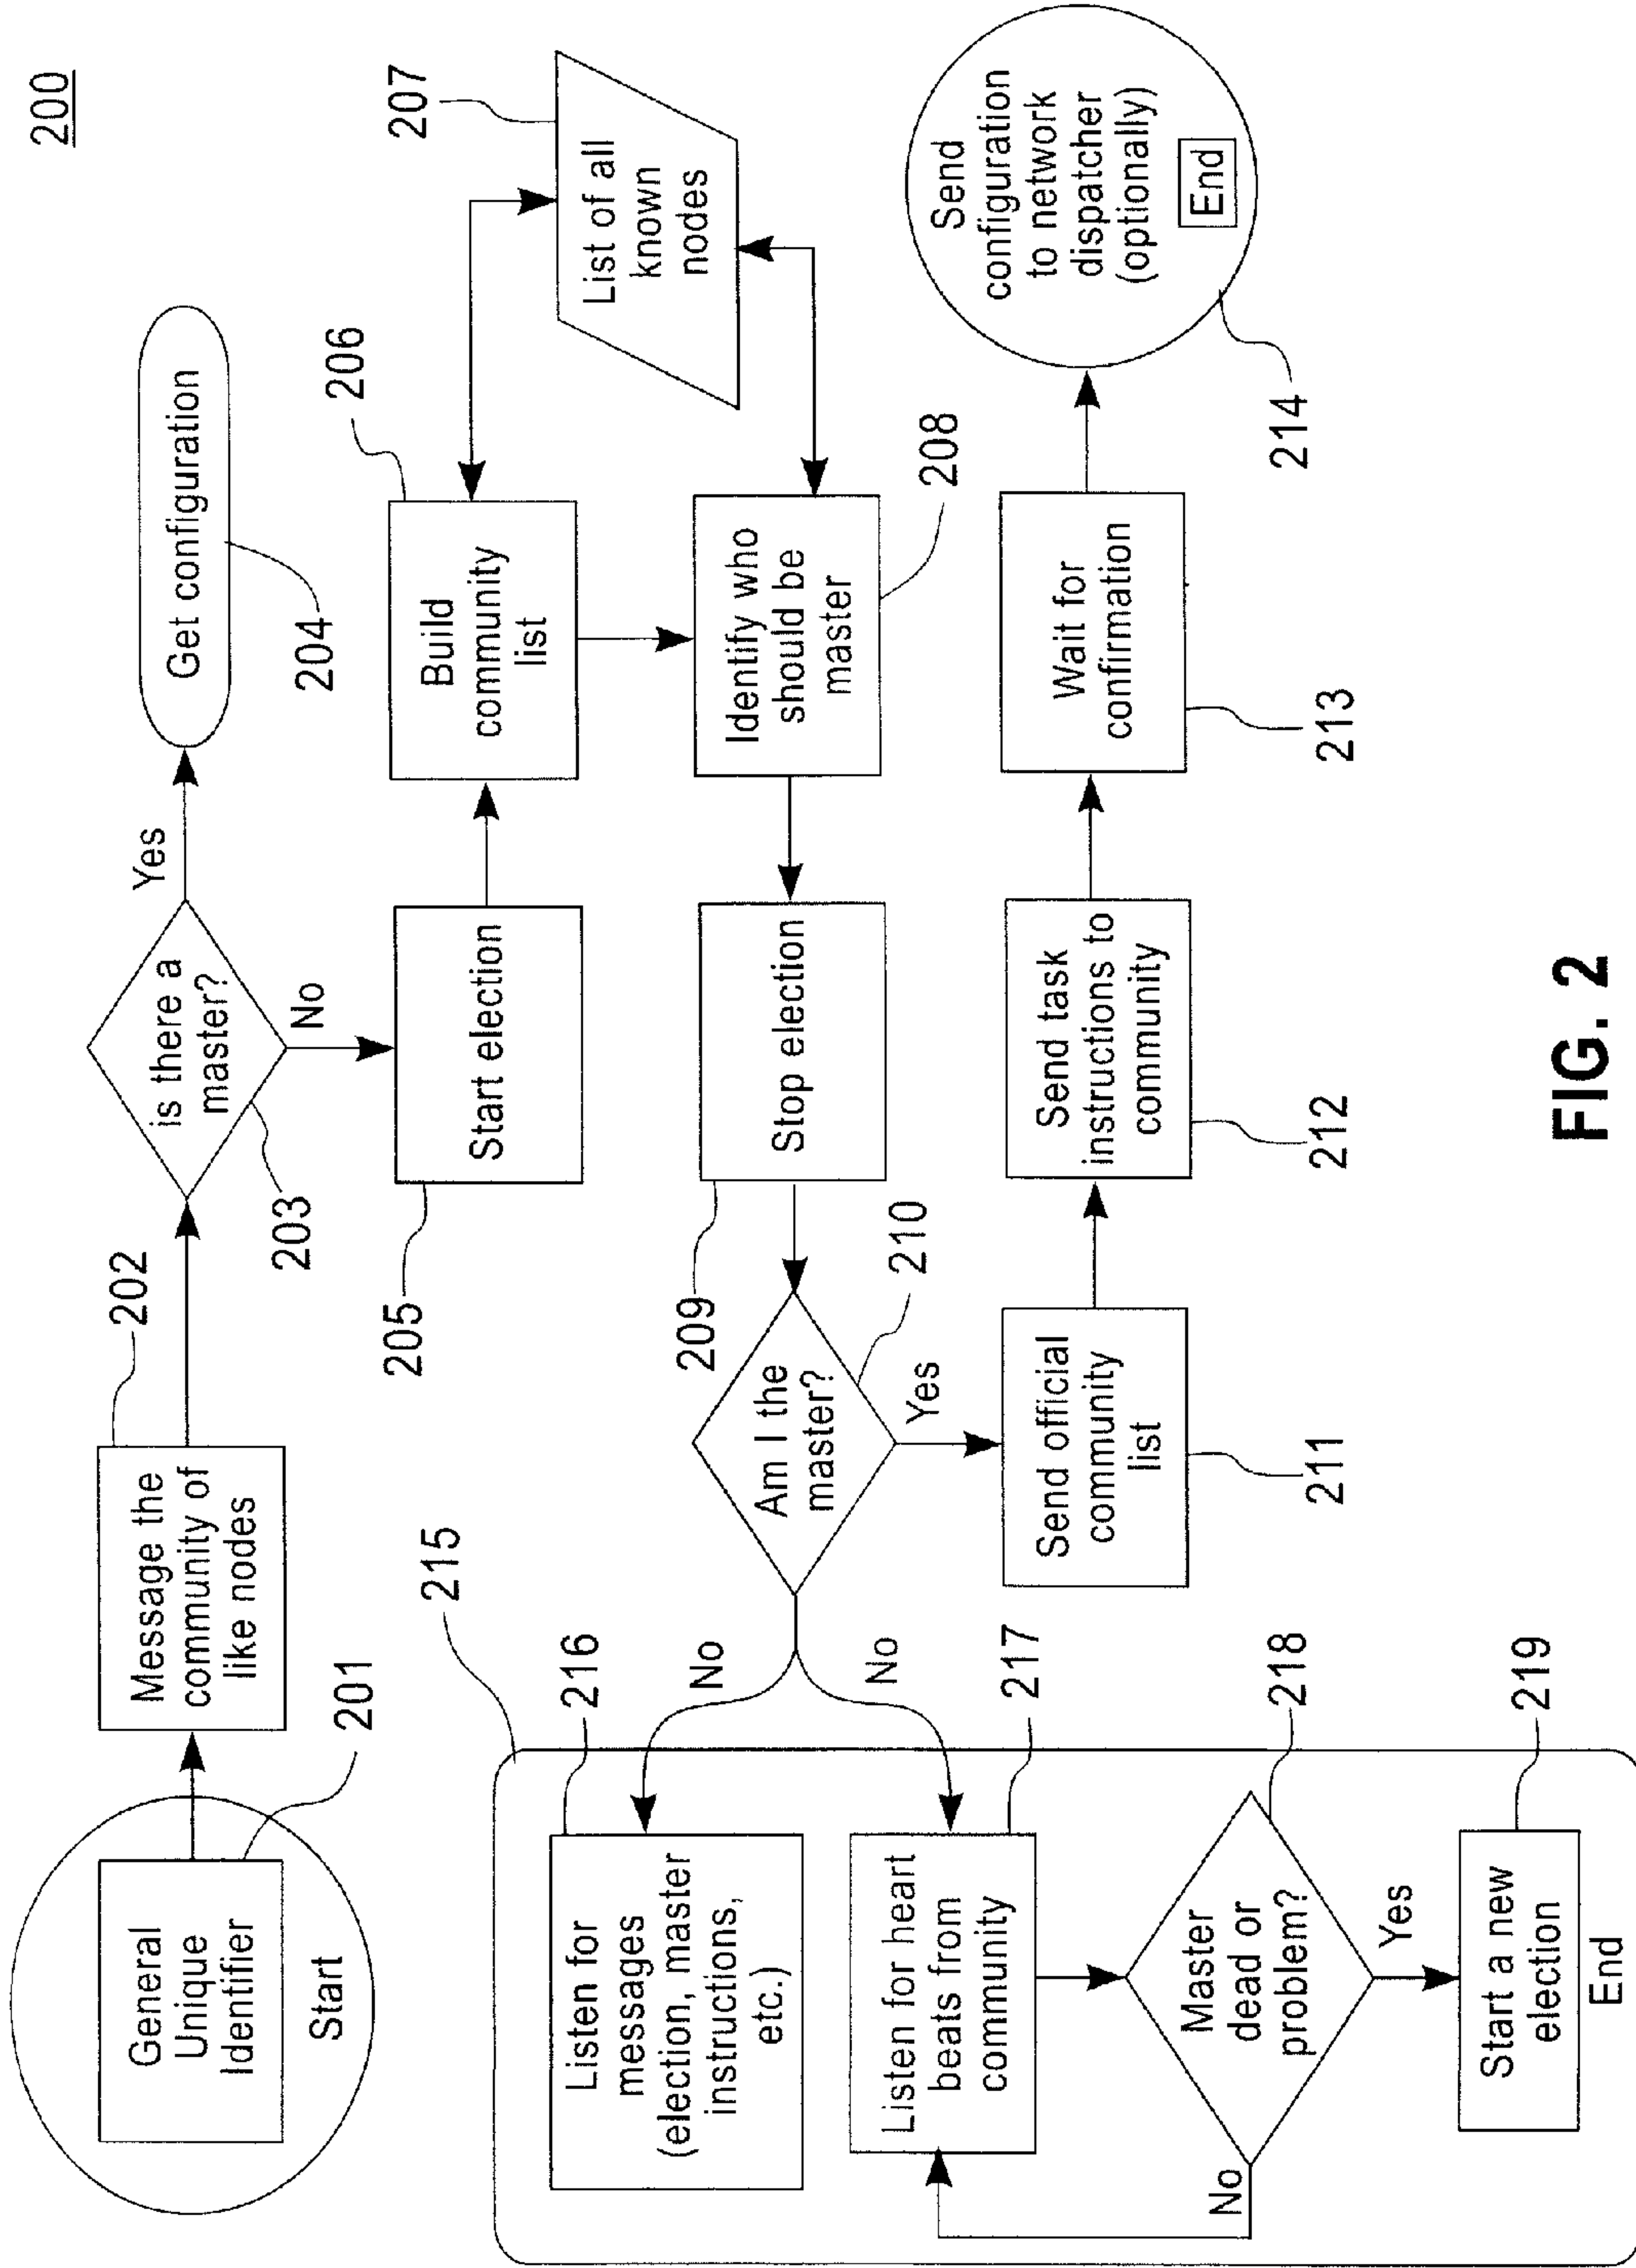 200
General
Unique
Identifier
Start
201
Message the
community of
like nodes
202
is there a
master?
203
Yes
No
Get configuration
204
Start election
205
Build
community
list
206
List of all
known
nodes
207
Identify who
should be
master
208
Stop election
209
Am I the
master?
210
Yes
No
No
Send official
community
list
211
Send task
instructions to
community
212
Wait for
confirmation
213
Send
configuration
to network
dispatcher
(optionally)
End
214
215
Listen for
messages
(election, master
instructions,
etc.)
216
Listen for heart
beats from
community
217
Master
dead or
problem?
218
No
Yes
Start a new
election
219
End
FIG. 2